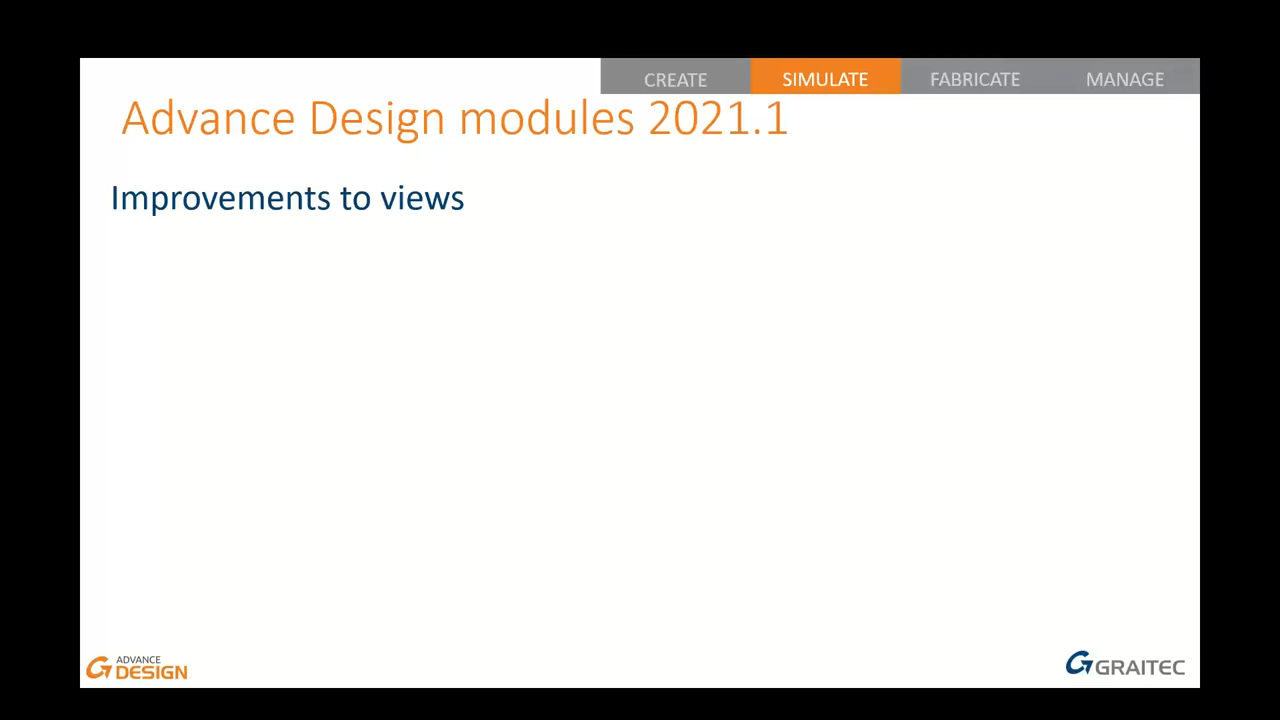 CREATE SIMULATE FABRICATE MANAGE
Advance Design modules 2021.1
Improvements to views
ADVANCE
DESIGN
GRAITEC